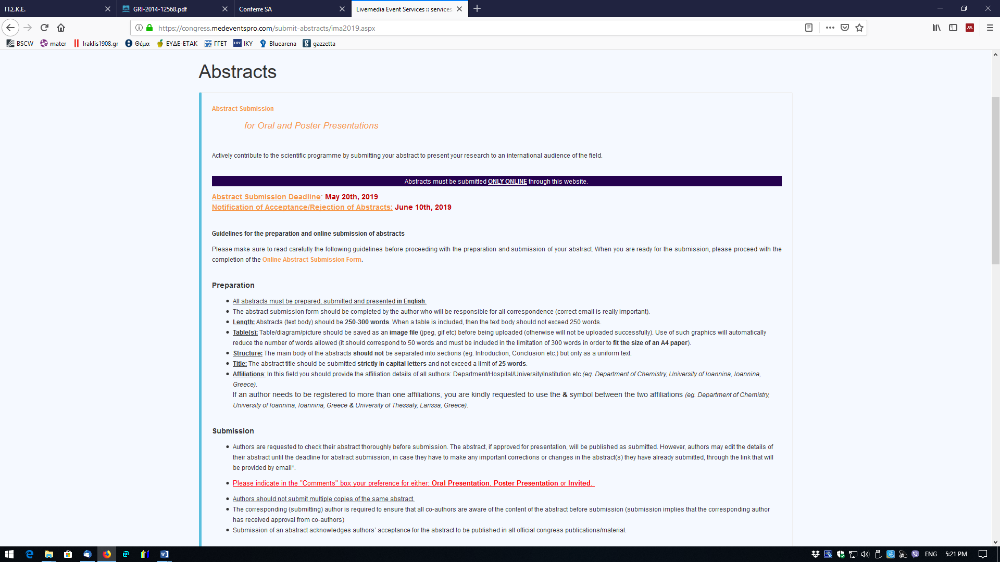 Π.Σ.Κ.Ε.
GRI-2014-12568.pdf
Conferre SA
Livemedia Event Services :: services
https://congress.medeventspro.com/submit-abstracts/ima2019.aspx
BSCW mater Iraklis1908.gr Θέμα ΕΥΔΕ-ΕΤΑΚ ΓΓΕΤ IKY Bluearena gazzetta
Abstracts
Abstract Submission
for Oral and Poster Presentations
Actively contribute to the scientific programme by submitting your abstract to present your research to an international audience of the field.
Abstracts must be submitted ONLY ONLINE through this website.
Abstract Submission Deadline: May 20th, 2019
Notification of Acceptance/Rejection of Abstracts: June 10th, 2019
Guidelines for the preparation and online submission of abstracts
Please make sure to read carefully the following guidelines before proceeding with the preparation and submission of your abstract. When you are ready for the submission, please proceed with the
completion of the Online Abstract Submission Form.
Preparation
• All abstracts must be prepared, submitted and presented in English.
• The abstract submission form should be completed by the author who will be responsible for all correspondence (correct email is really important).
• Length: Abstracts (text body) should be 250-300 words. When a table is included, then the text body should not exceed 250 words.
• Table(s): Table/diagram/picture should be saved as an image file (jpeg, gif etc) before being uploaded (otherwise will not be uploaded successfully). Use of such graphics will automatically
reduce the number of words allowed (it should correspond to 50 words and must be included in the limitation of 300 words in order to fit the size of an A4 paper).
• Structure: The main body of the abstracts should not be separated into sections (eg. Introduction, Conclusion etc.) but only as a uniform text.
• Title: The abstract title should be submitted strictly in capital letters and not exceed a limit of 25 words.
• Affiliations: In this field you should provide the affiliation details of all authors: Department/Hospital/University/Institution etc (eg. Department of Chemistry, University of Ioannina, Ioannina,
Greece).
If an author needs to be registered to more than one affiliations, you are kindly requested to use the & symbol between the two affiliations (eg. Department of Chemistry,
University of Ioannina, Ioannina, Greece & University of Thessaly, Larissa, Greece).
Submission
• Authors are requested to check their abstract thoroughly before submission. The abstract, if approved for presentation, will be published as submitted. However, authors may edit the details of
their abstract until the deadline for abstract submission, in case they have to make any important corrections or changes in the abstract(s) they have already submitted, through the link that will
be provided by email*.
• Please indicate in the "Comments" box your preference for either: Oral Presentation, Poster Presentation or Invited.
• Authors should not submit multiple copies of the same abstract.
• The corresponding (submitting) author is required to ensure that all co-authors are aware of the content of the abstract before submission (submission implies that the corresponding author
has received approval from co-authors)
• Submission of an abstract acknowledges authors' acceptance for the abstract to be published in all official congress publications/material.
ENG 5:21 PM